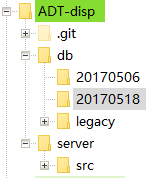 ADT-disp
.git
db
20170506
20170518
legacy
server
src